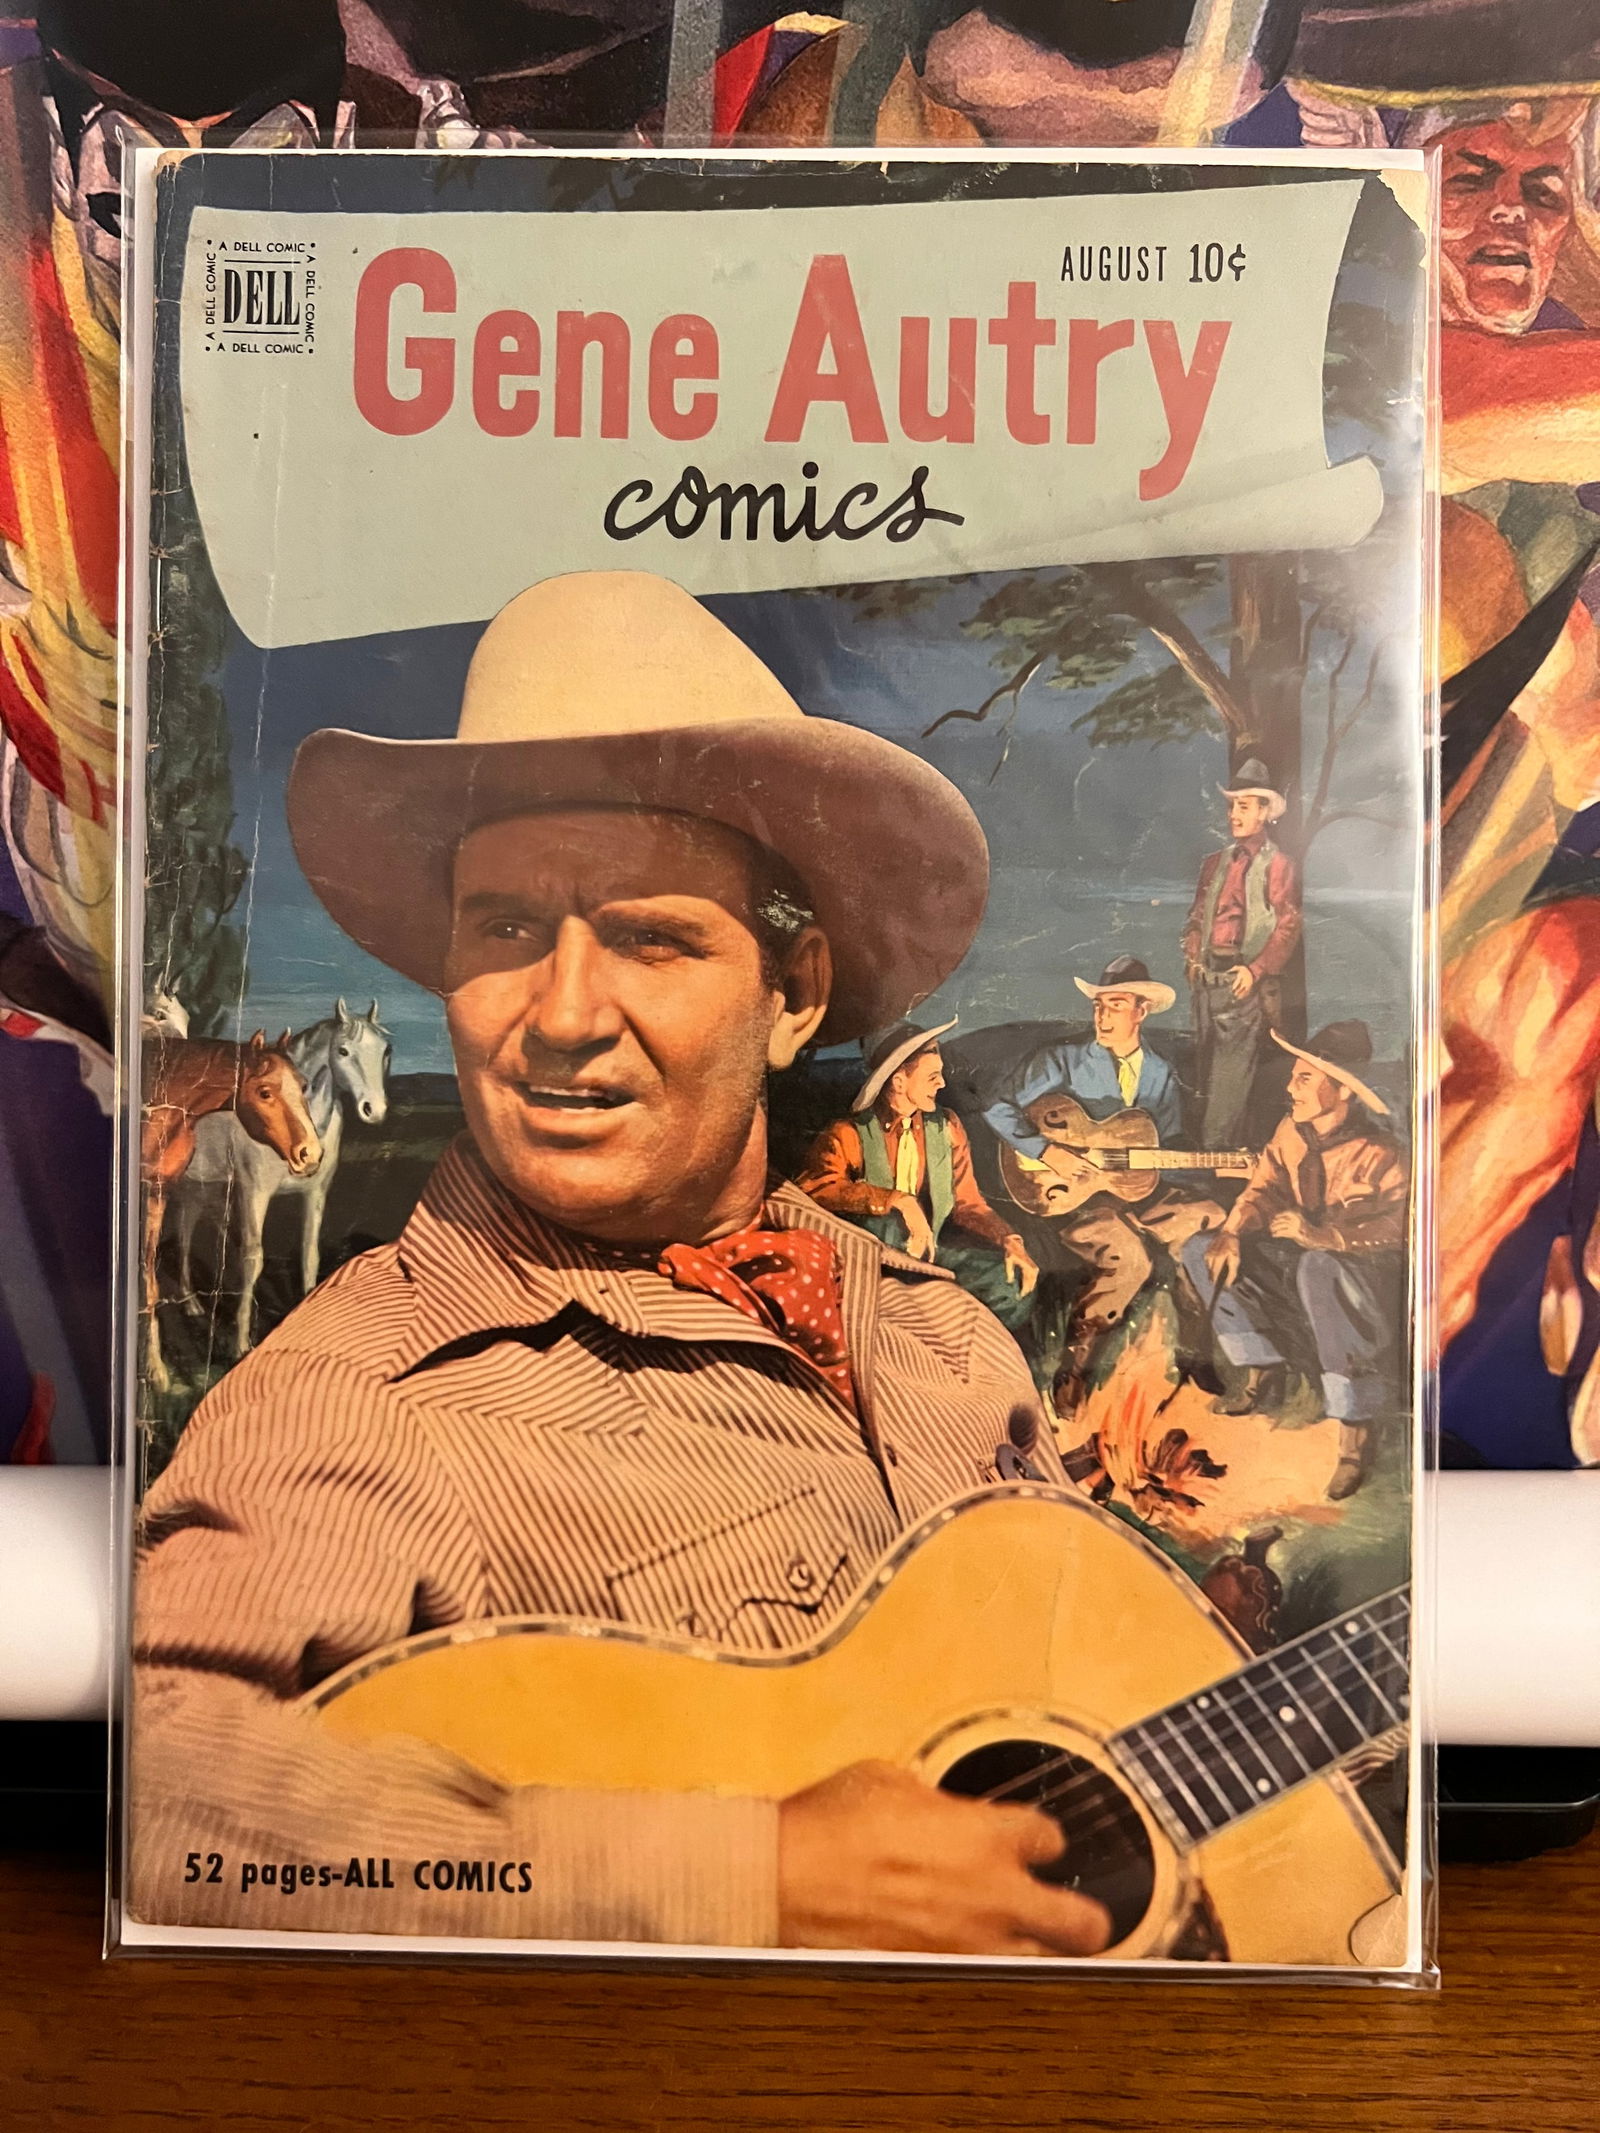 • A DELL COMIC •
A DELL COMIC
DELL
A DELL COMIC
• A DELL COMIC •
AUGUST 10¢
Gene Autry
comics
52 pages-ALL COMICS